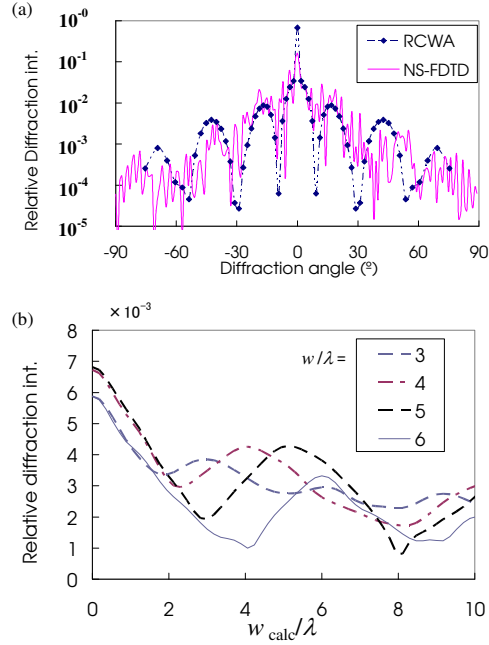 (a)
10⁻⁰
10⁻¹
10⁻²
10⁻³
10⁻⁴
10⁻⁵
Relative Diffraction int.
RCWA
NS-FDTD
-90 -60 -30 0 30 60 90
Diffraction angle (º)
(b)
× 10⁻³
8
7
6
5
4
3
2
1
0
Relative diffraction int.
w/λ =
3
4
5
6
0 2 4 6 8 10
w calc/λ